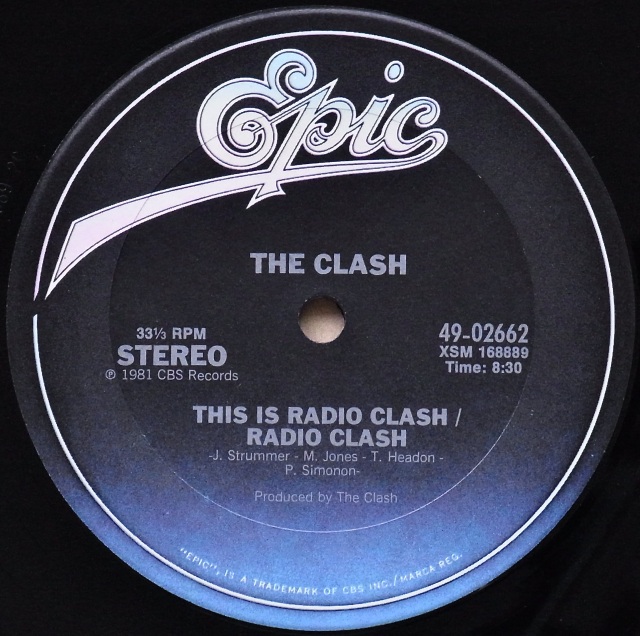 Epic
THE CLASH
33⅓ RPM
STEREO
℗ 1981 CBS Records
49-02662
XSM 168889
Time: 8:30
THIS IS RADIO CLASH /
RADIO CLASH
-J. Strummer - M. Jones - T. Headon -
P. Simonon-
Produced by The Clash
"EPIC", IS A TRADEMARK OF CBS INC./MARCA REG.